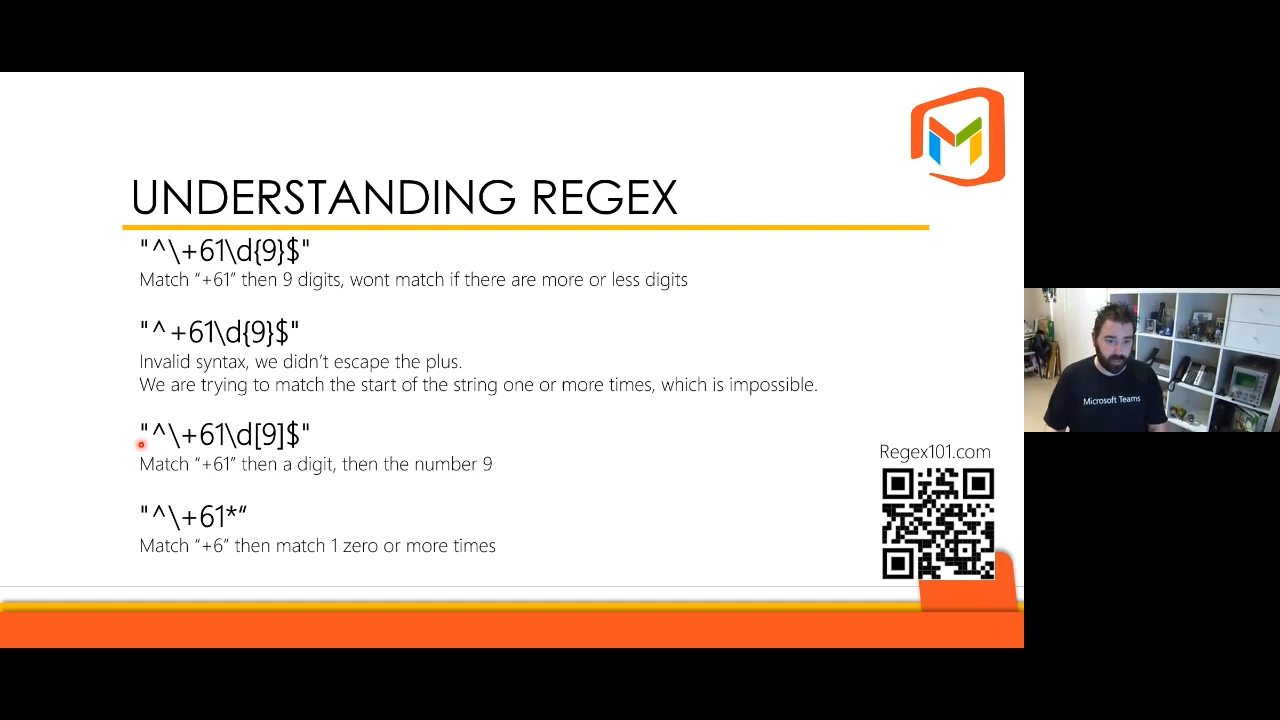 UNDERSTANDING REGEX
"^\+61\d{9}$"
Match “+61” then 9 digits, wont match if there are more or less digits
"^+61\d{9}$"
Invalid syntax, we didn’t escape the plus.
We are trying to match the start of the string one or more times, which is impossible.
"^\+61\d[9]$"
Match “+61” then a digit, then the number 9
"^\+61*“
Match “+6” then match 1 zero or more times
Regex101.com
Microsoft Teams